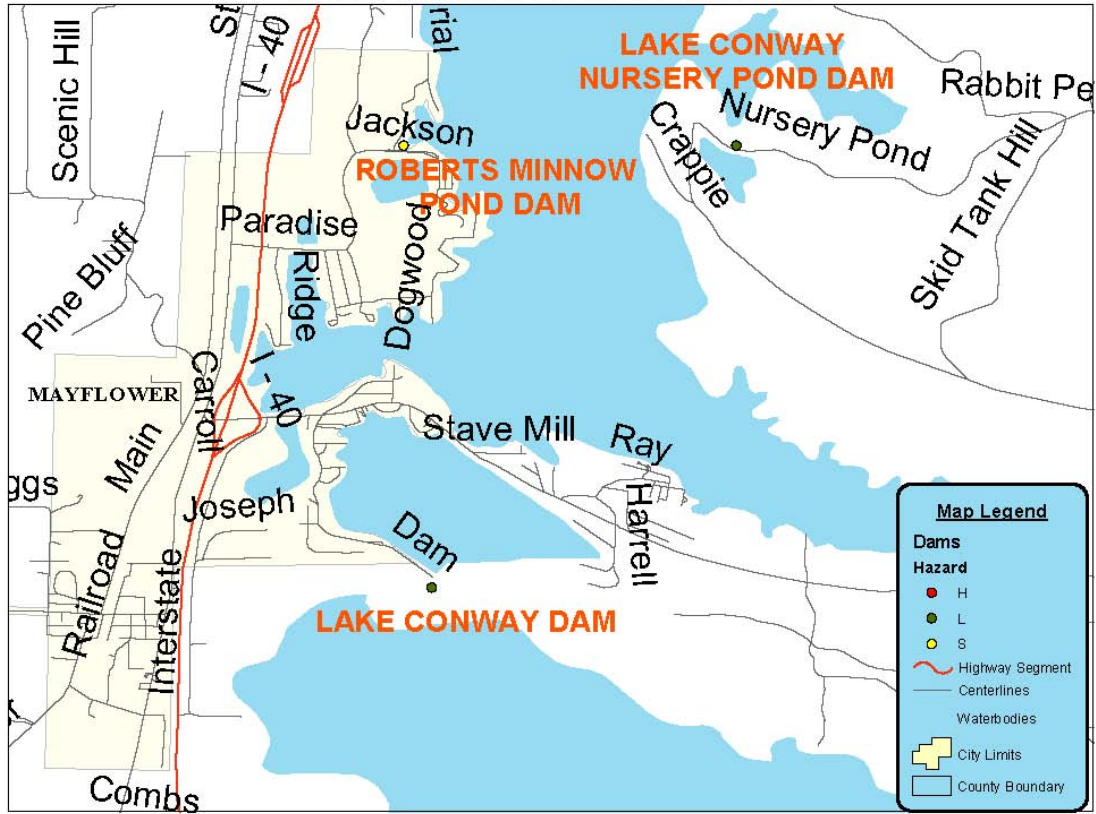 Scenic Hill
St
I - 40
rial
LAKE CONWAY
NURSERY POND DAM
Rabbit Pe
Jackson
Nursery Pond
Crappie
ROBERTS MINNOW
POND DAM
Skid Tank Hill
Paradise
Pine Bluff
Ridge
Dogwood
MAYFLOWER
Carroll
I - 40
Main
Stave Mill
Ray
ggs
Joseph
Harrell
Dam
Railroad
Interstate
LAKE CONWAY DAM
Combs
Map Legend
Dams
Hazard
H
L
S
Highway Segment
Centerlines
Waterbodies
City Limits
County Boundary